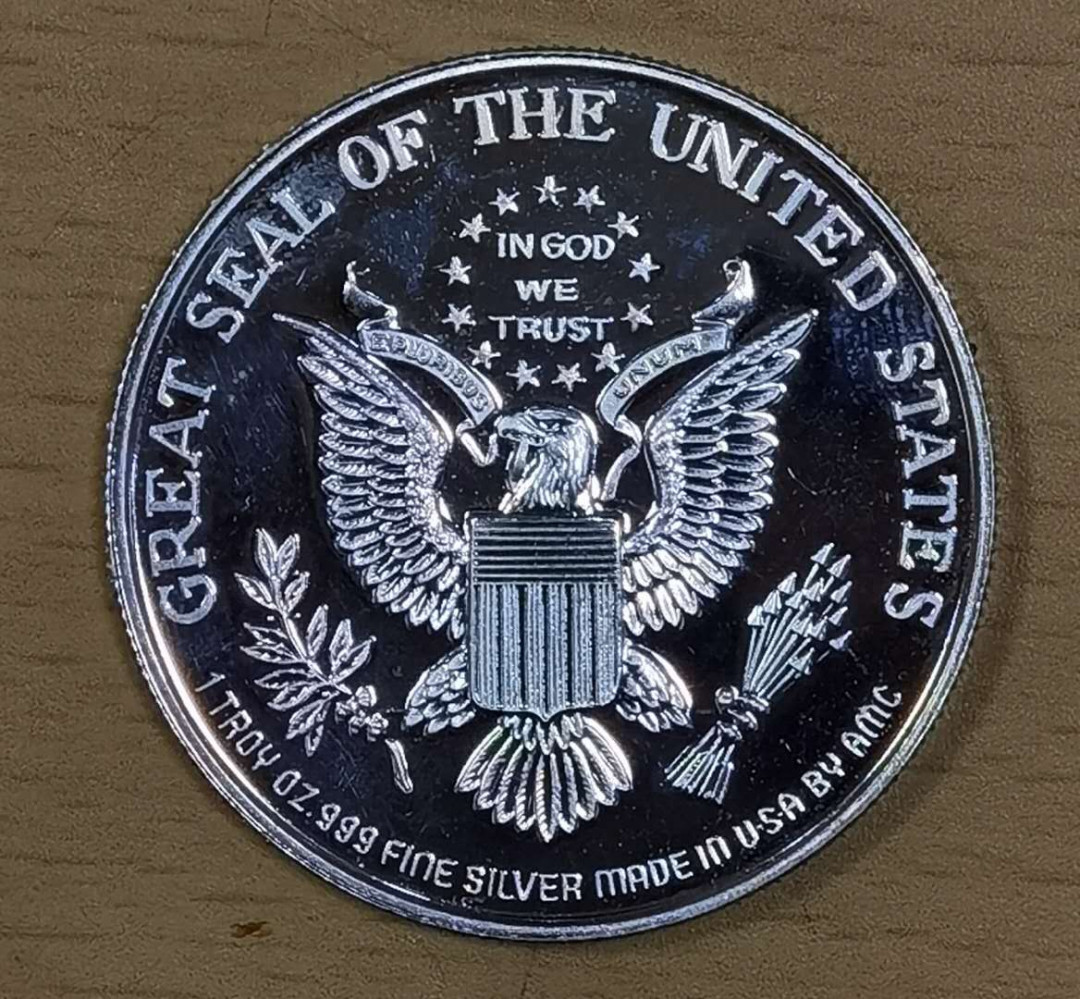 GREAT SEAL OF THE UNITED STATES
IN GOD
WE
TRUST
E PLURIBUS
UNUM
1 TROY OZ. 999 FINE SILVER MADE IN U·S·A BY AMC